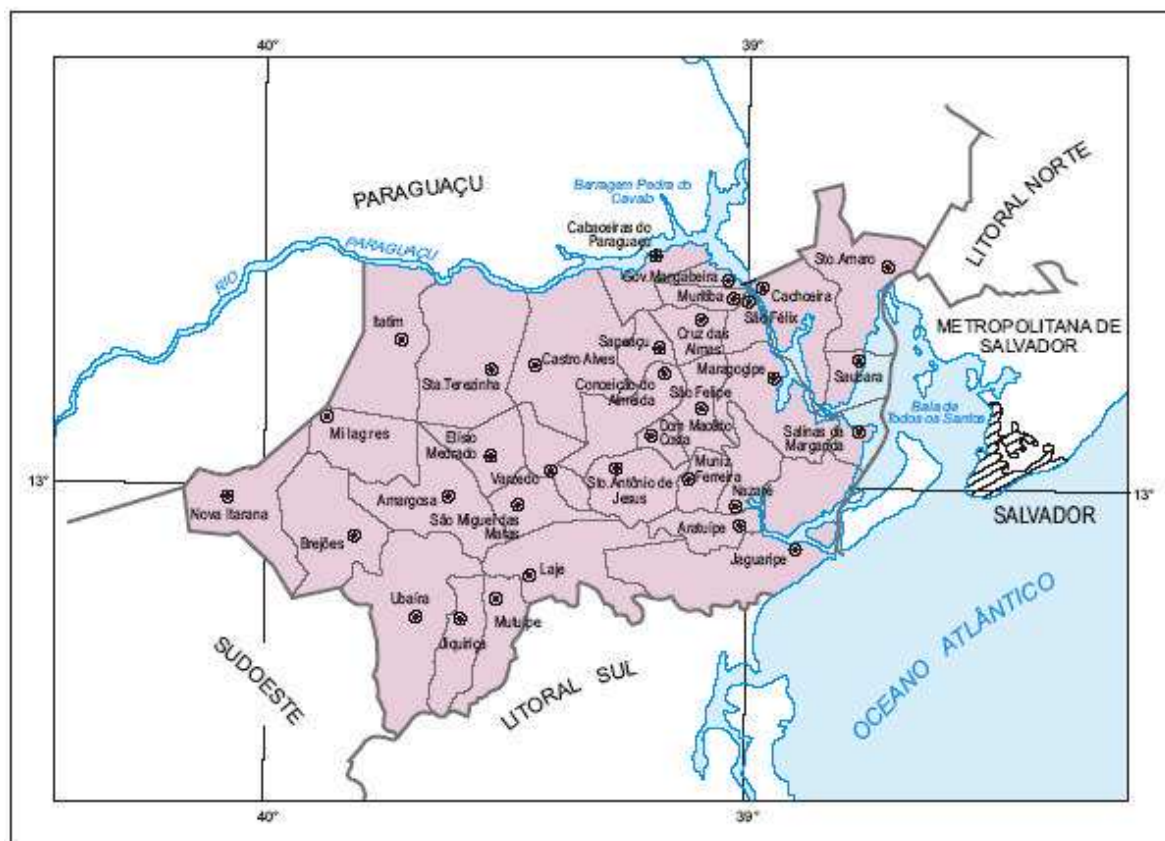 40°
39°
PARAGUAÇU
LITORAL NORTE
Barragem Pedra do
Cavalo
Cabaceiras do
Paraguaçu
RIO
PARAGUAÇU
Sto. Amaro
Gov. Mangabeira
Muritiba
Cachoeira
São Félix
METROPOLITANA DE
SALVADOR
Itatim
Cruz das
Almas
Sapeaçu
Castro Alves
Sta. Terezinha
Maragogipe
Saubara
Conceição do
Almeida
São Felipe
Baía de
Todos os Santos
Milagres
Dom Macêdo
Costa
Salinas de
Margarida
Elísio
Medrado
Varzedo
Muniz
Ferreira
Sto. Antônio de
Jesus
13°
13°
Nova Itarana
Amargosa
São Miguel das
Matas
Nazaré
SALVADOR
Aratuípe
Brejões
Jaguaripe
Laje
Ubaíra
Mutuípe
Jiquiriça
SUDOESTE
LITORAL SUL
OCEANO ATLÂNTICO
40°
39°